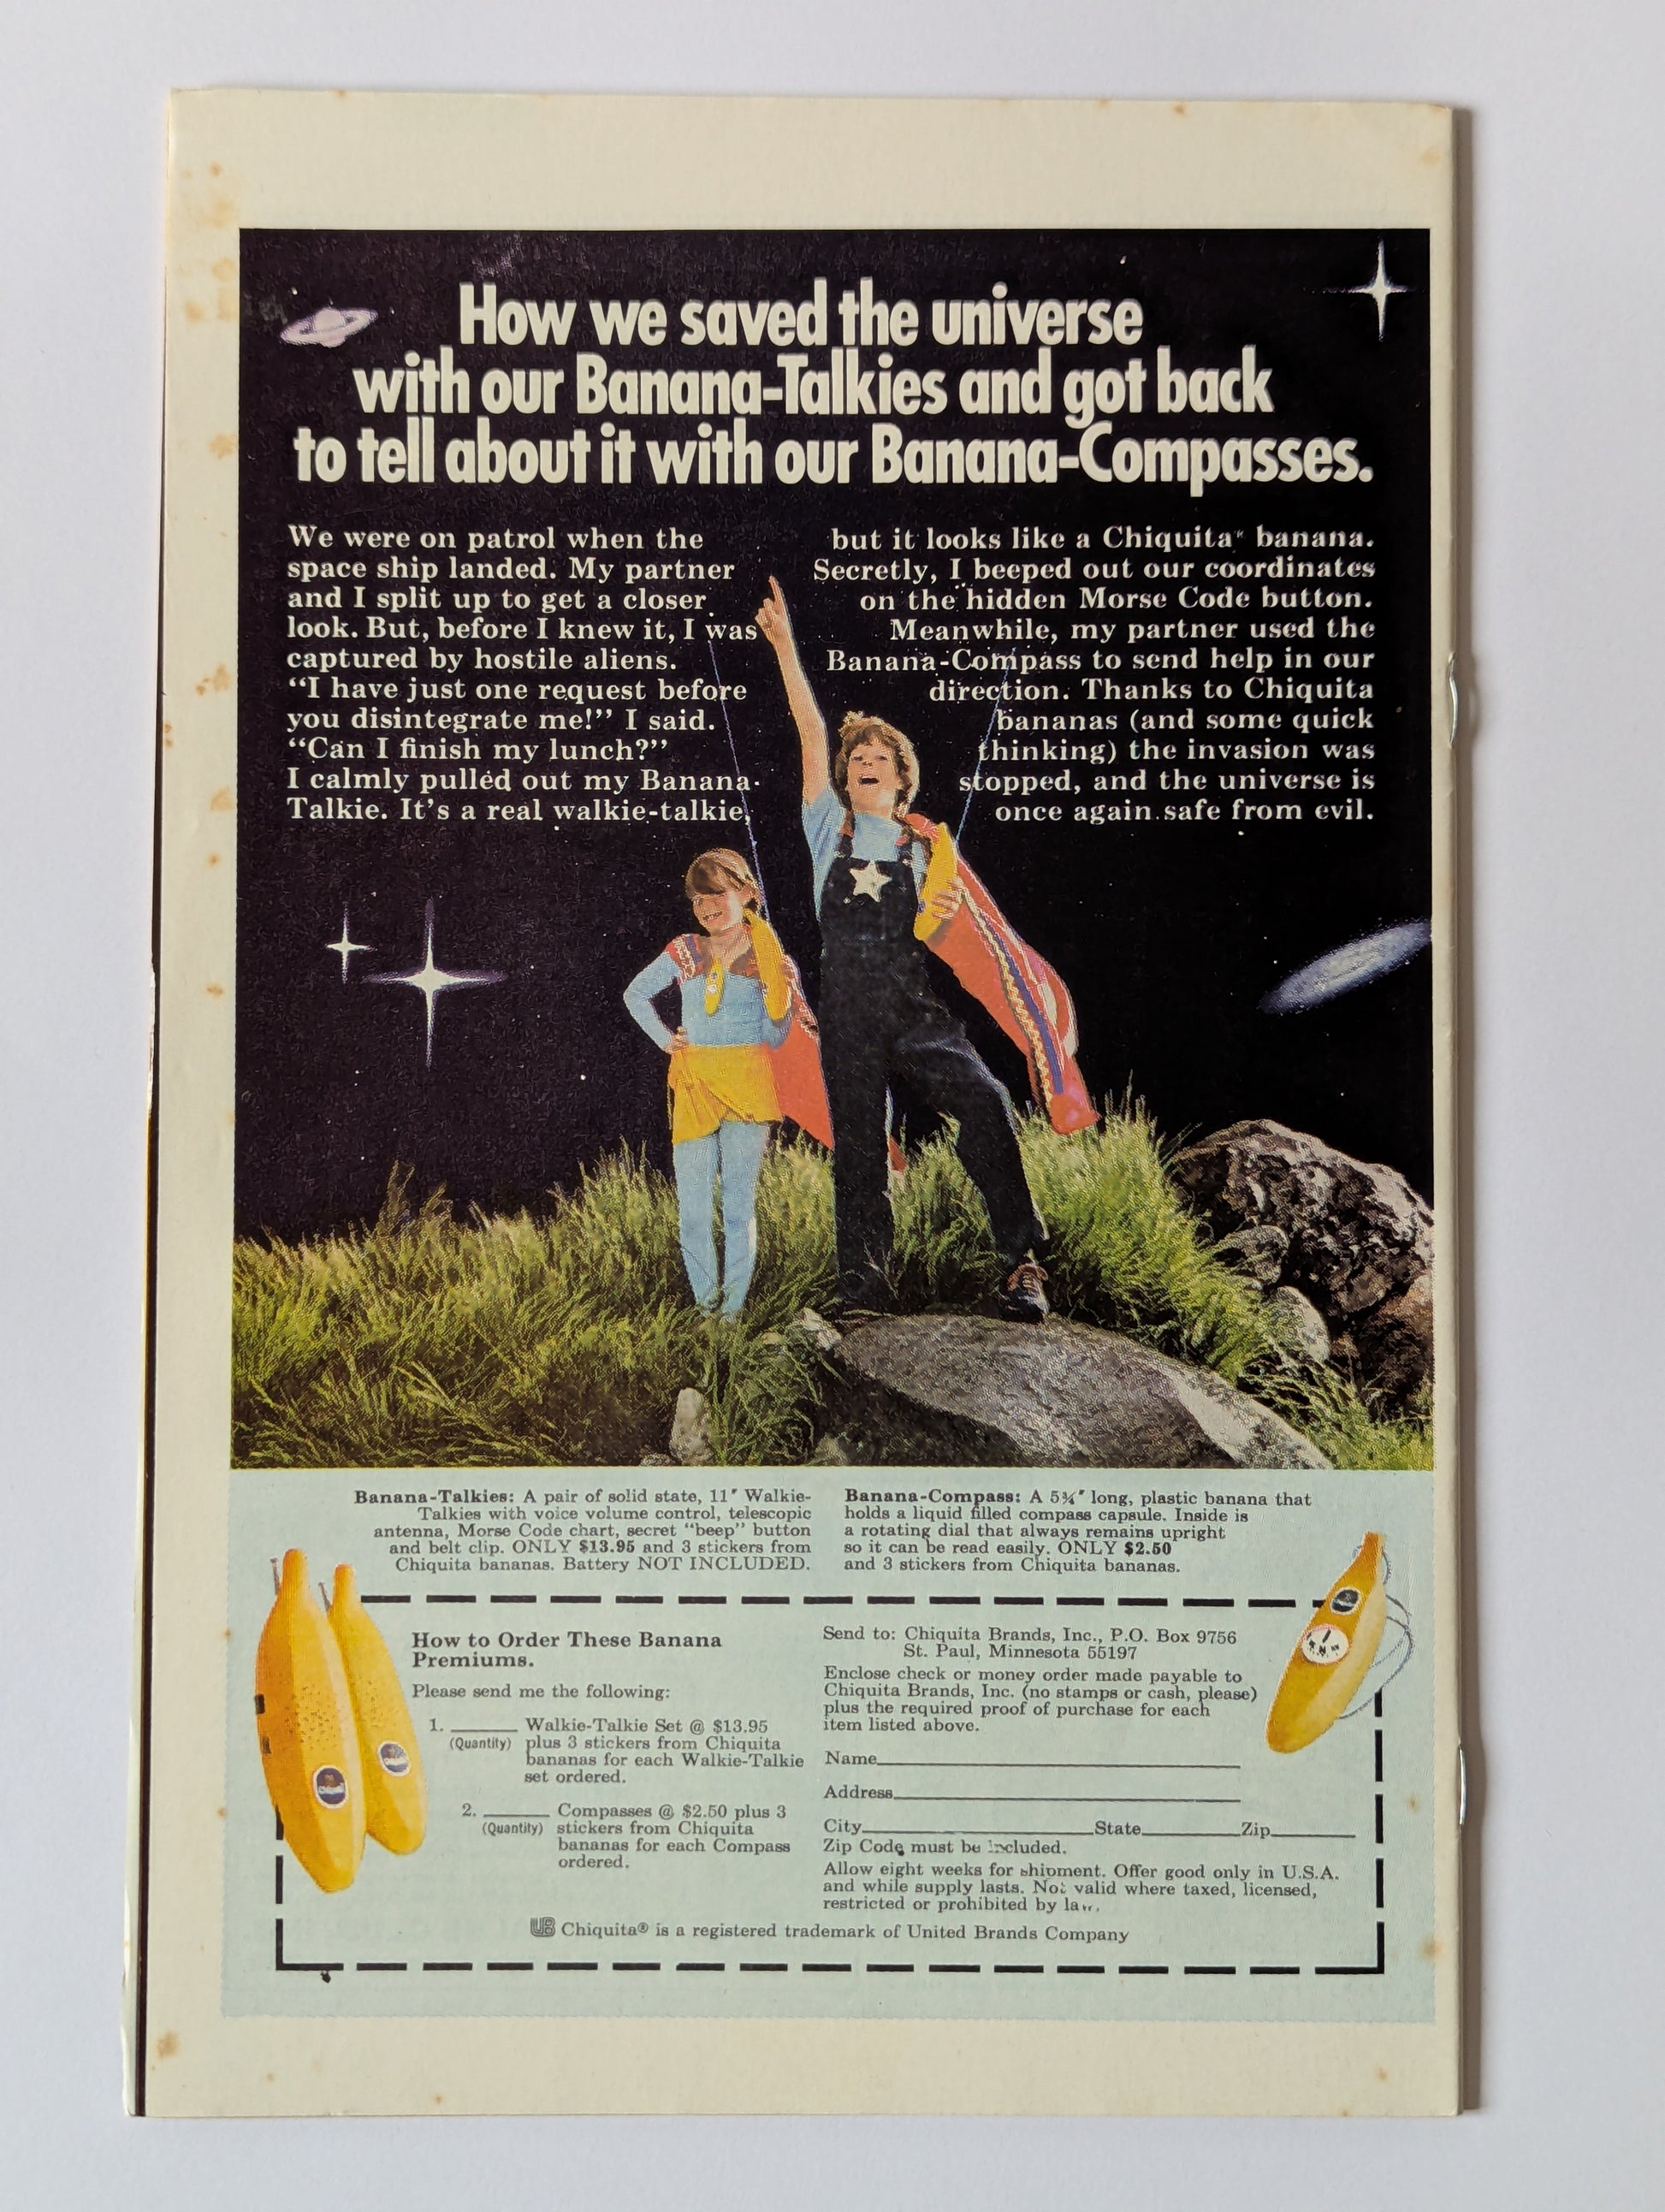 How we saved the universe
with our Banana-Talkies and got back
to tell about it with our Banana-Compasses.
We were on patrol when the
space ship landed. My partner
and I split up to get a closer
look. But, before I knew it, I was
captured by hostile aliens.
“I have just one request before
you disintegrate me!” I said.
“Can I finish my lunch?”
I calmly pulled out my Banana-
Talkie. It’s a real walkie-talkie,
but it looks like a Chiquita® banana.
Secretly, I beeped out our coordinates
on the hidden Morse Code button.
Meanwhile, my partner used the
Banana-Compass to send help in our
direction. Thanks to Chiquita
bananas (and some quick
thinking) the invasion was
stopped, and the universe is
once again safe from evil.
Banana-Talkies: A pair of solid state, 11″ Walkie-
Talkies with voice volume control, telescopic
antenna, Morse Code chart, secret “beep” button
and belt clip. ONLY $13.95 and 3 stickers from
Chiquita bananas. Battery NOT INCLUDED.
Banana-Compass: A 5¾″ long, plastic banana that
holds a liquid filled compass capsule. Inside is
a rotating dial that always remains upright
so it can be read easily. ONLY $2.50
and 3 stickers from Chiquita bananas.
How to Order These Banana
Premiums.
Please send me the following:
1. ______ Walkie-Talkie Set @ $13.95
(Quantity) plus 3 stickers from Chiquita
bananas for each Walkie-Talkie
set ordered.
2. ______ Compasses @ $2.50 plus 3
(Quantity) stickers from Chiquita
bananas for each Compass
ordered.
Send to: Chiquita Brands, Inc., P.O. Box 9756
St. Paul, Minnesota 55197
Enclose check or money order made payable to
Chiquita Brands, Inc. (no stamps or cash, please)
plus the required proof of purchase for each
item listed above.
Name
Address
City State Zip
Zip Code must be included.
Allow eight weeks for shipment. Offer good only in U.S.A.
and while supply lasts. Not valid where taxed, licensed,
restricted or prohibited by law.
UB Chiquita® is a registered trademark of United Brands Company
Chiquita
Chiquita